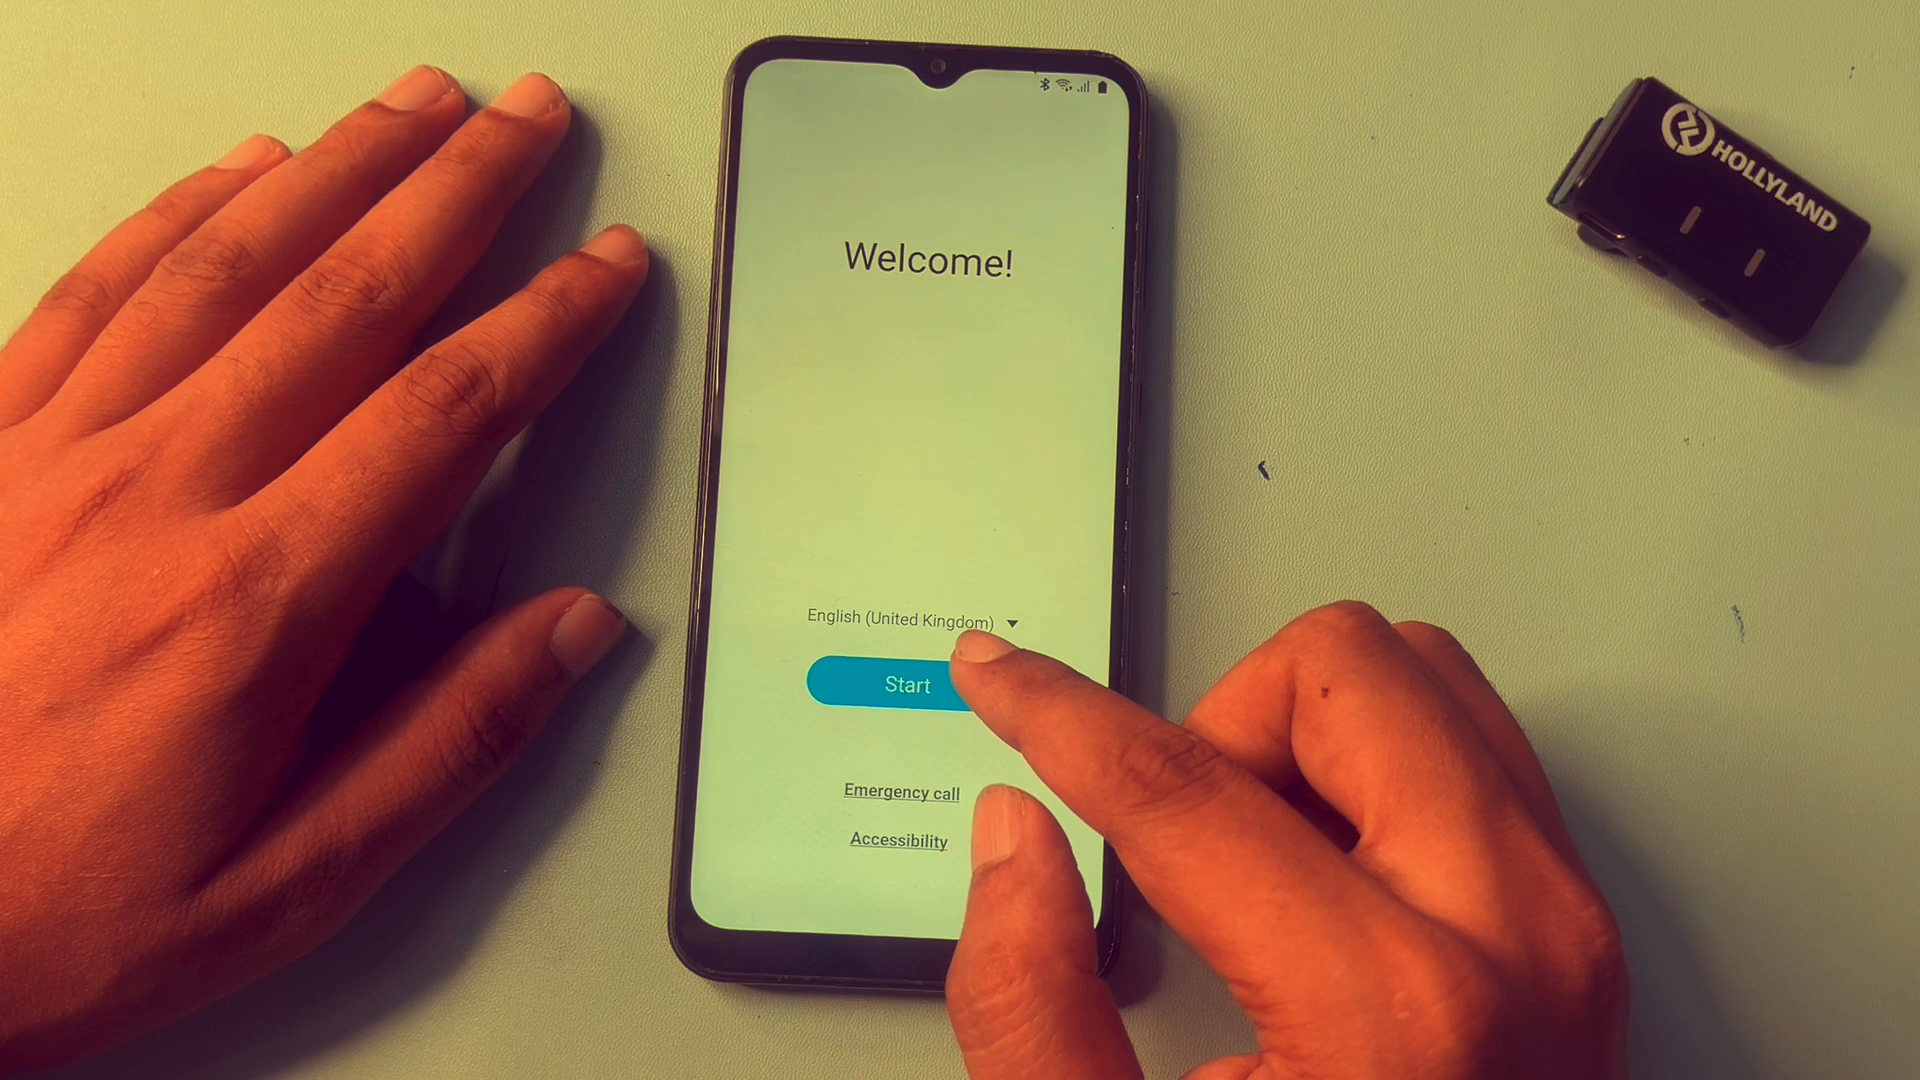 Welcome!
English (United Kingdom)
Start
Emergency call
Accessibility
HOLLYLAND